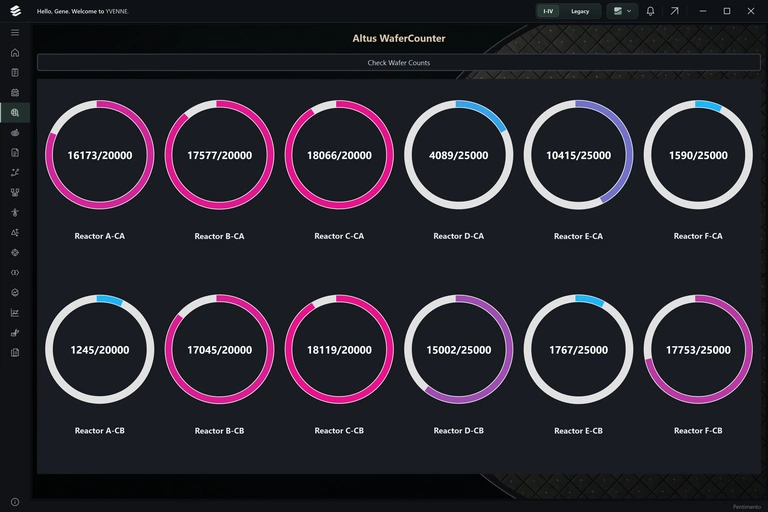 Hello, Gene. Welcome to YVENNE.
I-IV
Legacy
Altus WaferCounter
Check Wafer Counts
16173/20000
17577/20000
18066/20000
4089/25000
10415/25000
1590/25000
Reactor A-CA
Reactor B-CA
Reactor C-CA
Reactor D-CA
Reactor E-CA
Reactor F-CA
1245/20000
17045/20000
18119/20000
15002/25000
1767/25000
17753/25000
Reactor A-CB
Reactor B-CB
Reactor C-CB
Reactor D-CB
Reactor E-CB
Reactor F-CB
Pentimento